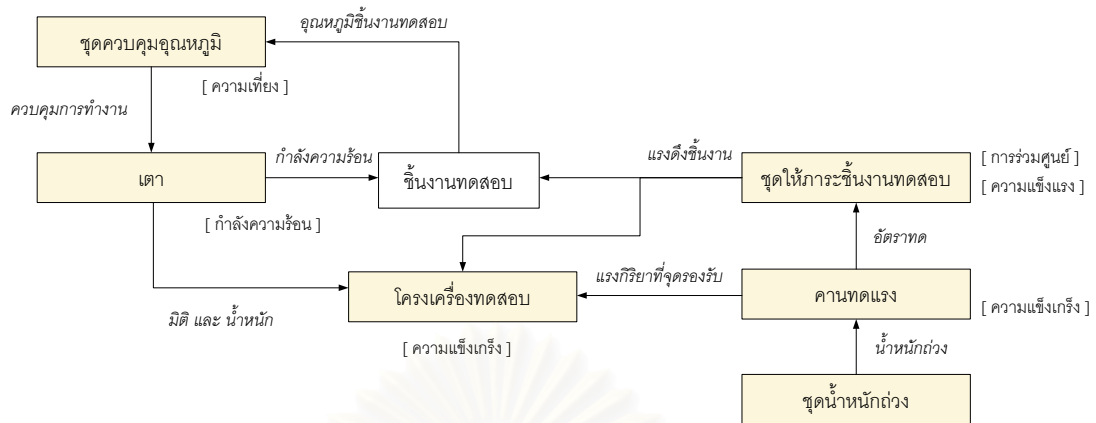 อุณหภูมิชิ้นงานทดสอบ
ชุดควบคุมอุณหภูมิ
[ ความเที่ยง ]
ควบคุมการทำงาน
กำลังความร้อน
แรงดึงชิ้นงาน
เตา
ชิ้นงานทดสอบ
ชุดให้ภาระชิ้นงานทดสอบ
[ การร่วมศูนย์ ]
[ ความแข็งแรง ]
[ กำลังความร้อน ]
อัตราทด
แรงกิริยาที่จุดรองรับ
โครงเครื่องทดสอบ
คานทดแรง
[ ความแข็งเกร็ง ]
มิติ และ น้ำหนัก
[ ความแข็งเกร็ง ]
น้ำหนักถ่วง
ชุดน้ำหนักถ่วง